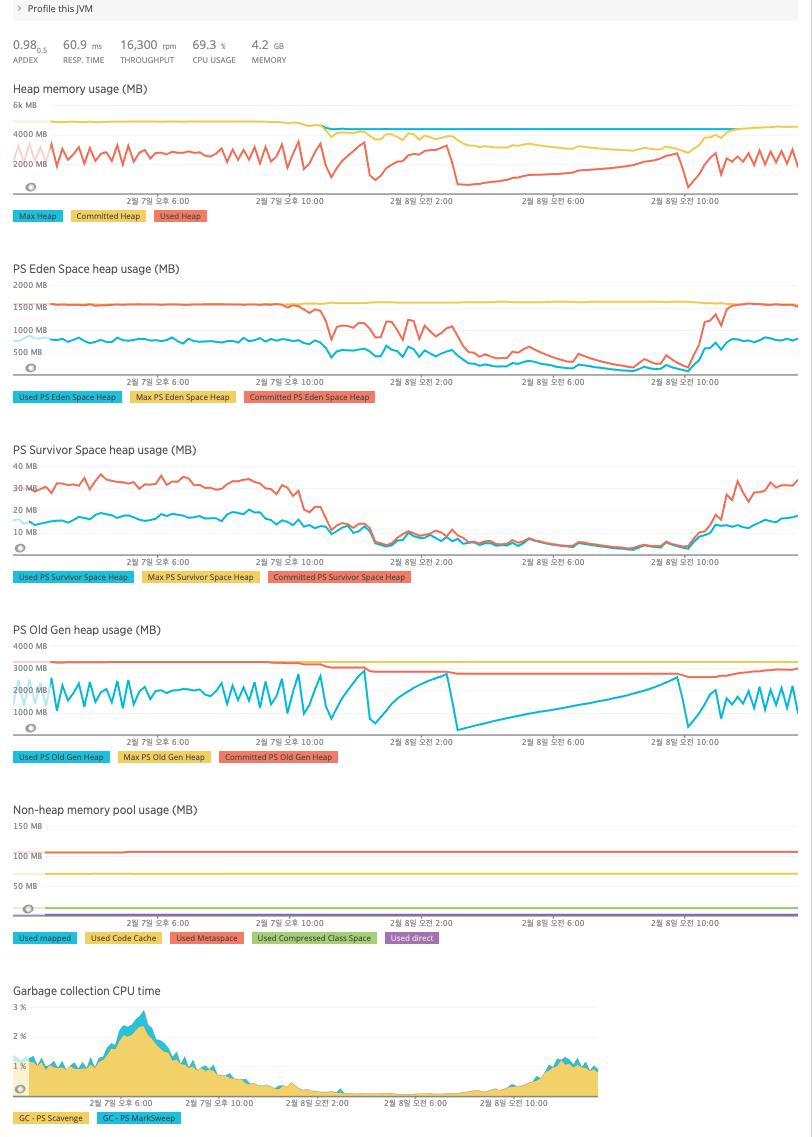 Profile this JVM
0.98 0.5 60.9 ms 16,300 rpm 69.3 % 4.2 GB
APDEX RESP. TIME THROUGHPUT CPU USAGE MEMORY
Heap memory usage (MB)
6k MB
4000 MB
2000 MB
2월 7일 오후 6:00 2월 7일 오후 10:00 2월 8일 오전 2:00 2월 8일 오전 6:00 2월 8일 오전 10:00
Max Heap Committed Heap Used Heap
PS Eden Space heap usage (MB)
2000 MB
1500 MB
1000 MB
500 MB
2월 7일 오후 6:00 2월 7일 오후 10:00 2월 8일 오전 2:00 2월 8일 오전 6:00 2월 8일 오전 10:00
Used PS Eden Space Heap Max PS Eden Space Heap Committed PS Eden Space Heap
PS Survivor Space heap usage (MB)
40 MB
30 MB
20 MB
10 MB
2월 7일 오후 6:00 2월 7일 오후 10:00 2월 8일 오전 2:00 2월 8일 오전 6:00 2월 8일 오전 10:00
Used PS Survivor Space Heap Max PS Survivor Space Heap Committed PS Survivor Space Heap
PS Old Gen heap usage (MB)
4000 MB
3000 MB
2000 MB
1000 MB
2월 7일 오후 6:00 2월 7일 오후 10:00 2월 8일 오전 2:00 2월 8일 오전 6:00 2월 8일 오전 10:00
Used PS Old Gen Heap Max PS Old Gen Heap Committed PS Old Gen Heap
Non-heap memory pool usage (MB)
150 MB
100 MB
50 MB
2월 7일 오후 6:00 2월 7일 오후 10:00 2월 8일 오전 2:00 2월 8일 오전 6:00 2월 8일 오전 10:00
Used mapped Used Code Cache Used Metaspace Used Compressed Class Space Used direct
Garbage collection CPU time
3 %
2 %
1 %
2월 7일 오후 6:00 2월 7일 오후 10:00 2월 8일 오전 2:00 2월 8일 오전 6:00 2월 8일 오전 10:00
GC - PS Scavenge GC - PS MarkSweep